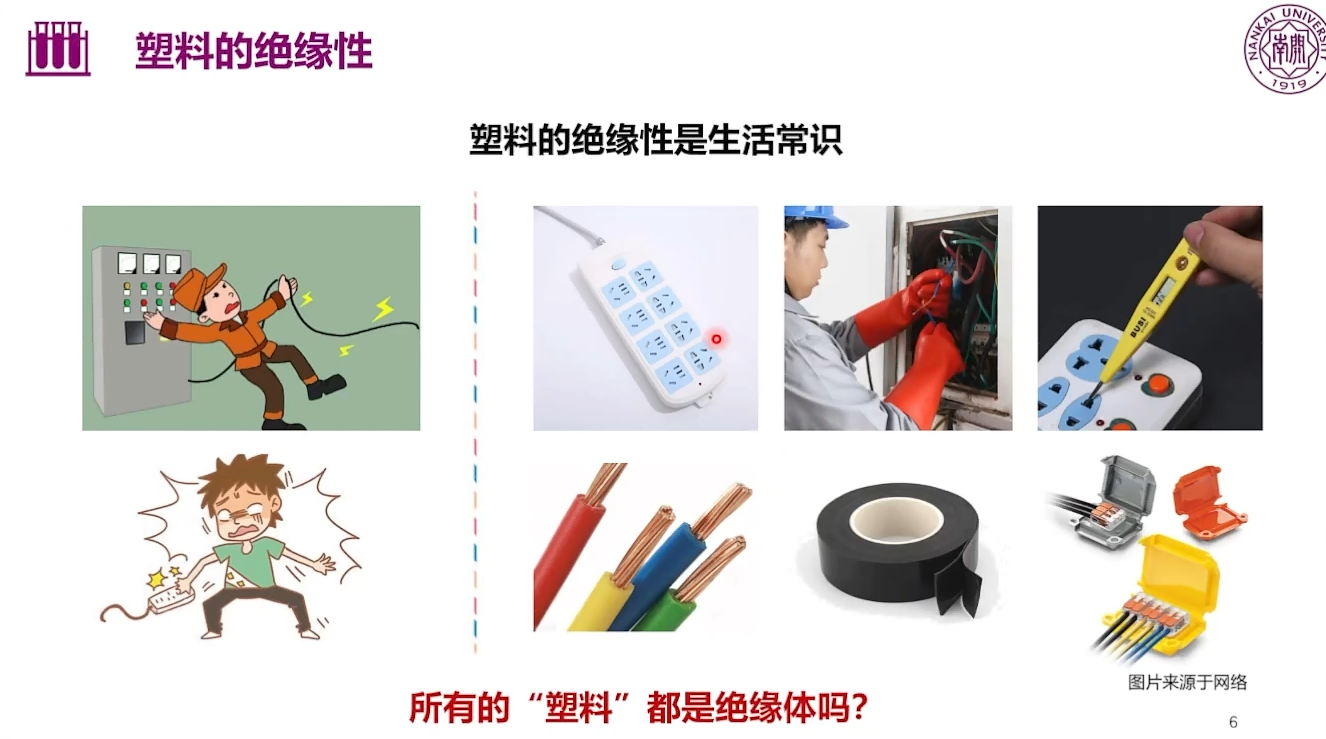 塑料的绝缘性
NANKAI UNIVERSITY
南開
1919
塑料的绝缘性是生活常识
BUSI
所有的“塑料”都是绝缘体吗?
图片来源于网络
6